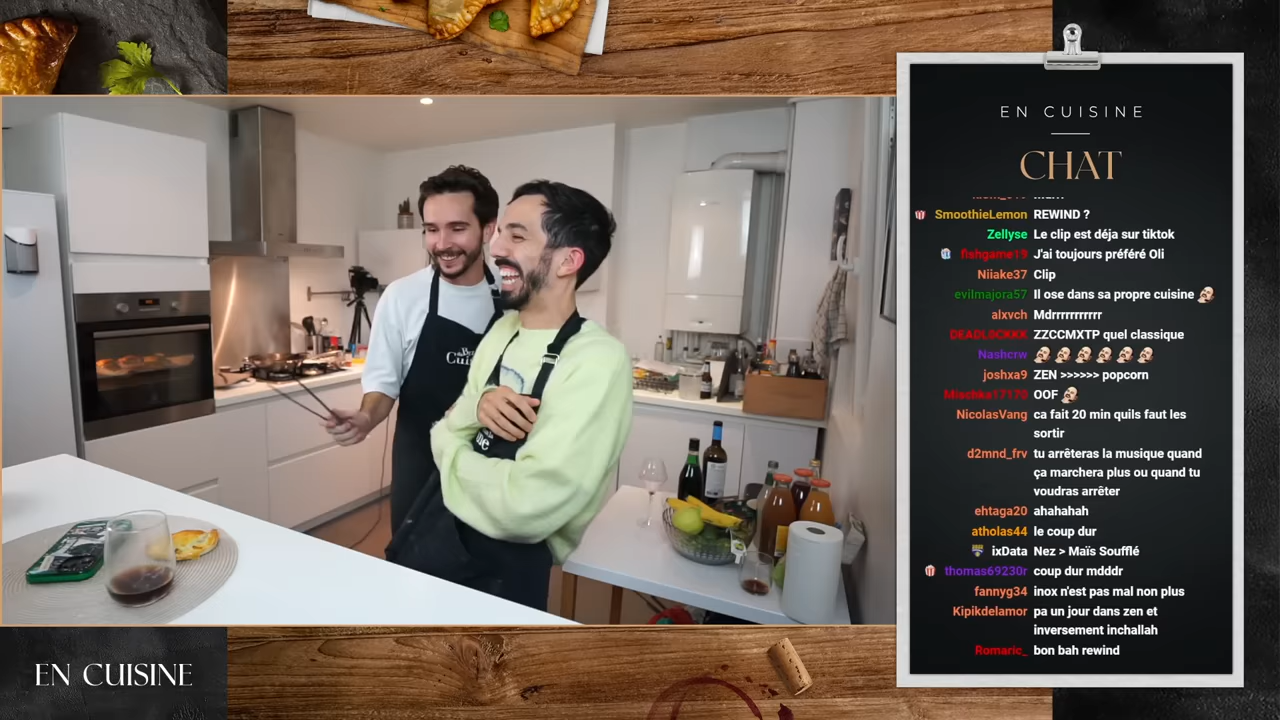 EN CUISINE
CHAT
SmoothieLemon REWIND ?
Zellyse Le clip est déja sur tiktok
fishgame19 J'ai toujours préféré Oli
Niiake37 Clip
evilmajora57 Il ose dans sa propre cuisine
alxvch Mdrrrrrrrrrr
DEADL0CKXX ZZCCMXTP quel classique
Nashcrw
joshxa9 ZEN >>>>>> popcorn
Mischka17170 OOF
NicolasVang ca fait 20 min quils faut les
sortir
d2mnd_frv tu arrêteras la musique quand
ça marchera plus ou quand tu
voudras arrêter
ehtaga20 ahahahah
atholas44 le coup dur
ixData Nez > Maïs Soufflé
thomas69230r coup dur mdddr
fannyg34 inox n'est pas mal non plus
Kipikdelamor pa un jour dans zen et
inversement inchallah
Romaric_ bon bah rewind
EN CUISINE